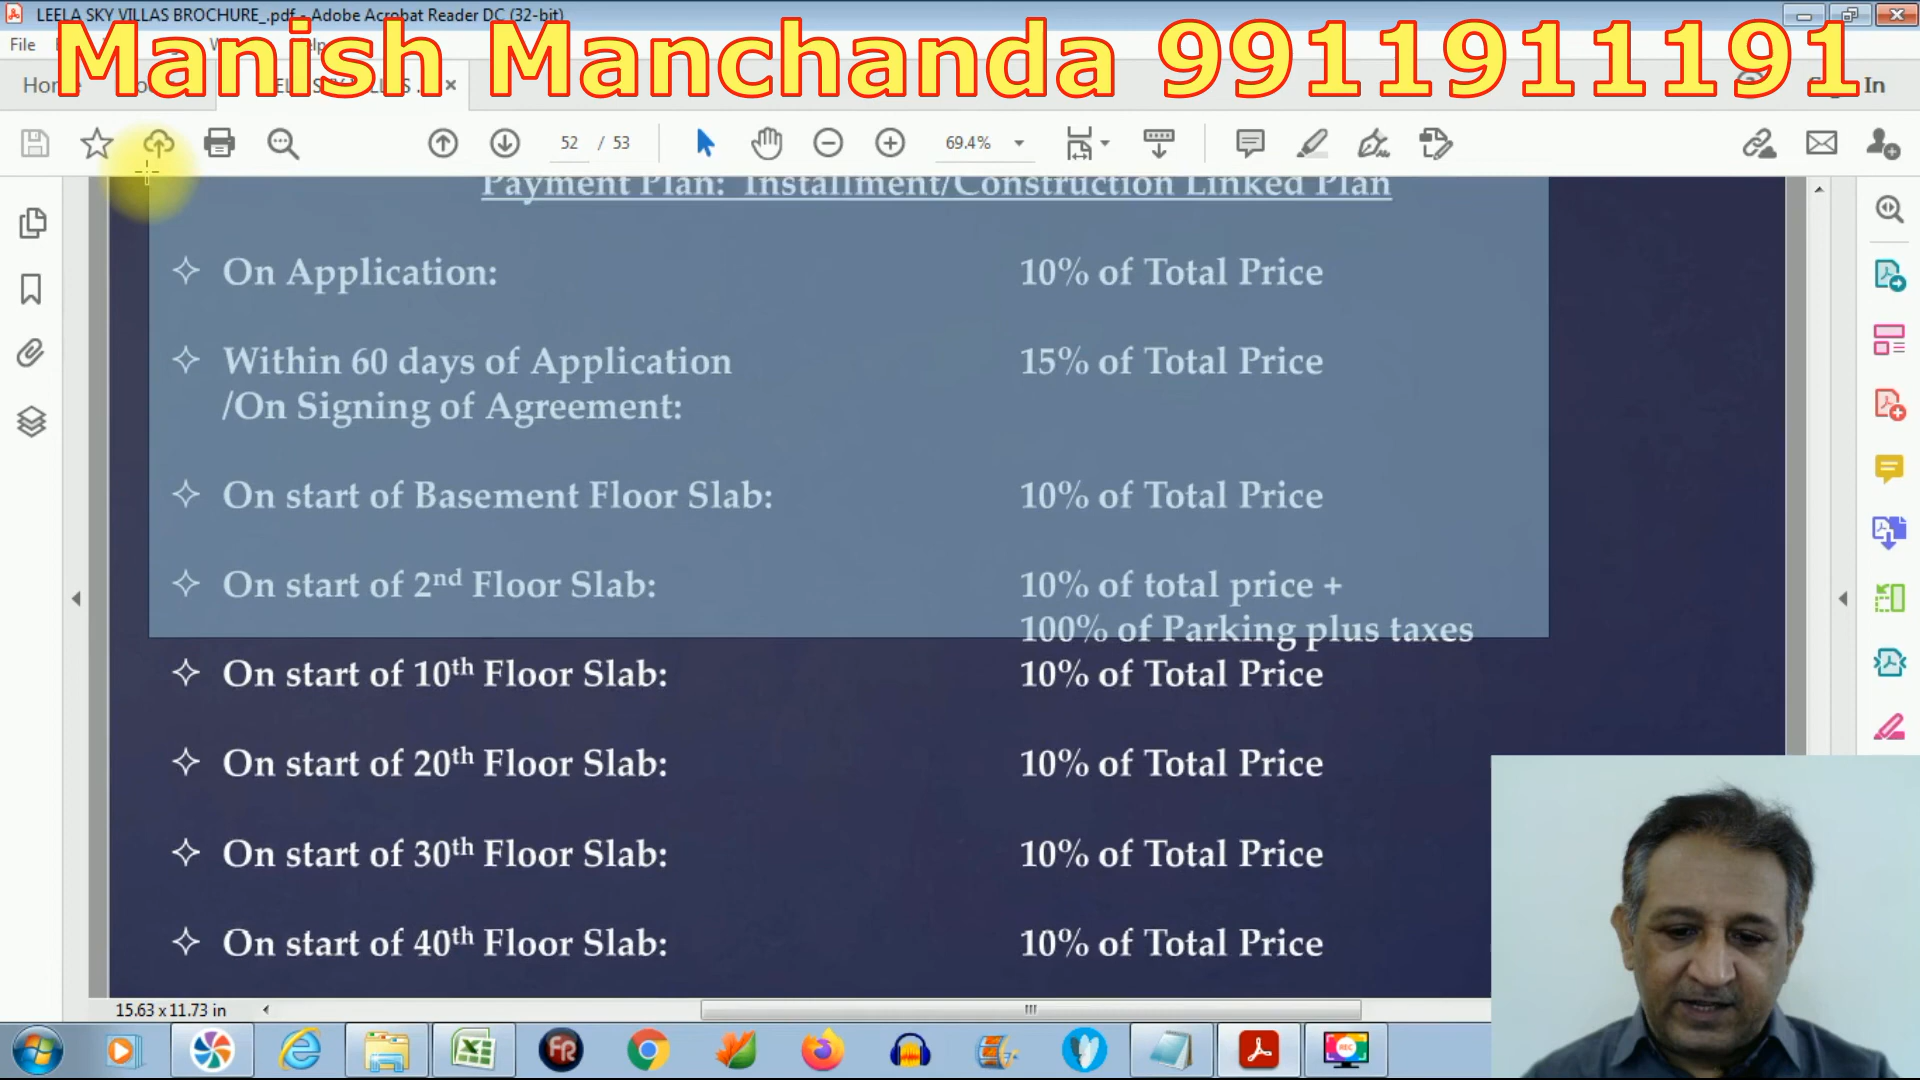 LEELA SKY VILLAS BROCHURE_.pdf - Adobe Acrobat Reader DC (32-bit)
Manish Manchanda 9911911191
File
In
52 / 53
69.4%
Payment Plan: Installment/Construction Linked Plan
✧ On Application: 10% of Total Price
✧ Within 60 days of Application 15% of Total Price
/On Signing of Agreement:
✧ On start of Basement Floor Slab: 10% of Total Price
✧ On start of 2nd Floor Slab: 10% of total price +
100% of Parking plus taxes
✧ On start of 10th Floor Slab: 10% of Total Price
✧ On start of 20th Floor Slab: 10% of Total Price
✧ On start of 30th Floor Slab: 10% of Total Price
✧ On start of 40th Floor Slab: 10% of Total Price
15.63 x 11.73 in
FR
REC